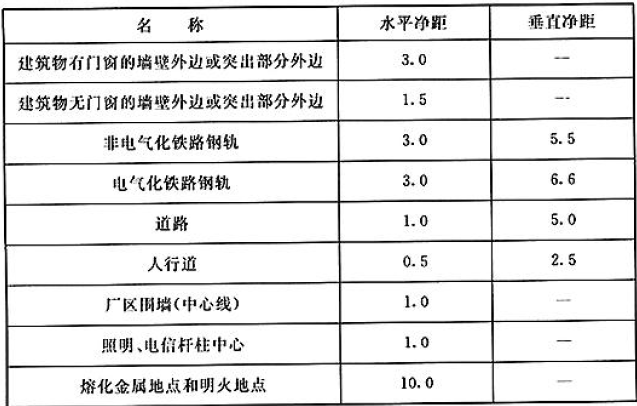 名 称 水平净距 垂直净距
建筑物有门窗的墙壁外边或突出部分外边 3.0 —
建筑物无门窗的墙壁外边或突出部分外边 1.5 —
非电气化铁路钢轨 3.0 5.5
电气化铁路钢轨 3.0 6.6
道路 1.0 5.0
人行道 0.5 2.5
厂区围墙(中心线) 1.0 —
照明、电信杆柱中心 1.0 —
熔化金属地点和明火地点 10.0 —